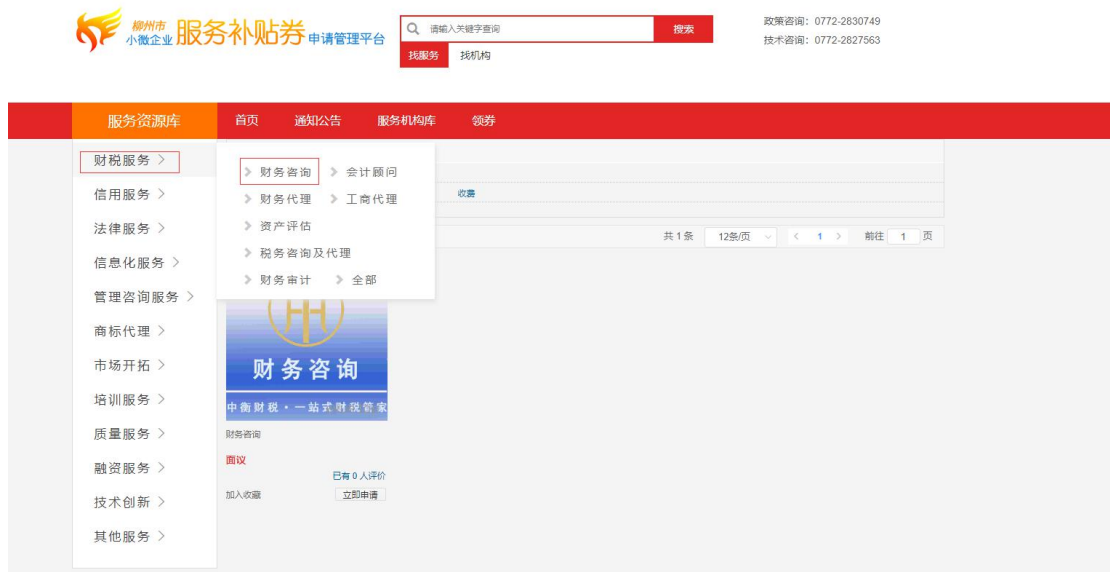 柳州市
小微企业 服务补贴券 申请管理平台
请输入关键字查询 搜索
找服务 找机构
政策咨询：0772-2830749
技术咨询：0772-2827563
服务资源库 首页 通知公告 服务机构库 领券
财税服务
信用服务
法律服务
信息化服务
管理咨询服务
商标代理
市场开拓
培训服务
质量服务
融资服务
技术创新
其他服务
财务咨询 会计顾问
财务代理 工商代理
资产评估
税务咨询及代理
财务审计 全部
收费
共 1 条 12条/页 1 前往 1 页
财务咨询
中衡财税·一站式财税管家
财务咨询
面议
已有 0 人评价
加入收藏 立即申请